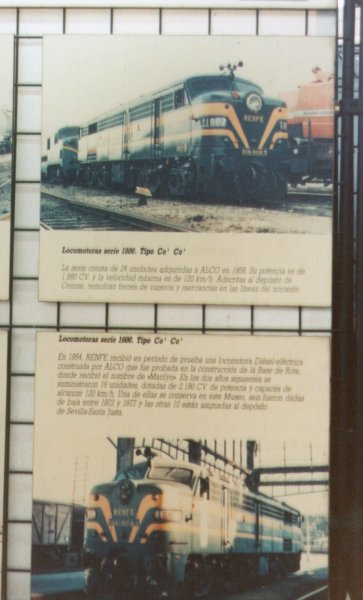 RENFE
Locomotoras serie 1800. Tipo Co' Co'
La serie consta de 24 unidades adquiridas a ALCO en 1958. Su potencia es de
1.980 CV. y la velocidad máxima es de 120 km/h. Adscritas al depósito de
Orense, remolcan trenes de viajeros y mercancías en las líneas del noroeste.
Locomotoras serie 1600. Tipo Co' Co'
En 1954, RENFE recibió en período de prueba una locomotora Diésel-eléctrica
construida por ALCO que fue probada en la construcción de la Base de Rota,
donde recibió el nombre de «Marilyn». En los dos años siguientes se
suministraron 16 unidades, dotadas de 2.180 CV. de potencia y capaces de
alcanzar 120 km/h. Una de ellas se conserva en este Museo, seis fueron dadas
de baja entre 1972 y 1977 y las otras 10 están asignadas al depósito
de Sevilla-Santa Justa.
RENFE